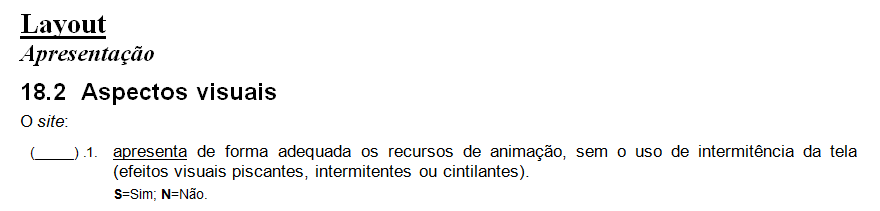 Layout
Apresentação
18.2 Aspectos visuais
O site:
(____) .1. apresenta de forma adequada os recursos de animação, sem o uso de intermitência da tela
(efeitos visuais piscantes, intermitentes ou cintilantes).
S=Sim; N=Não.